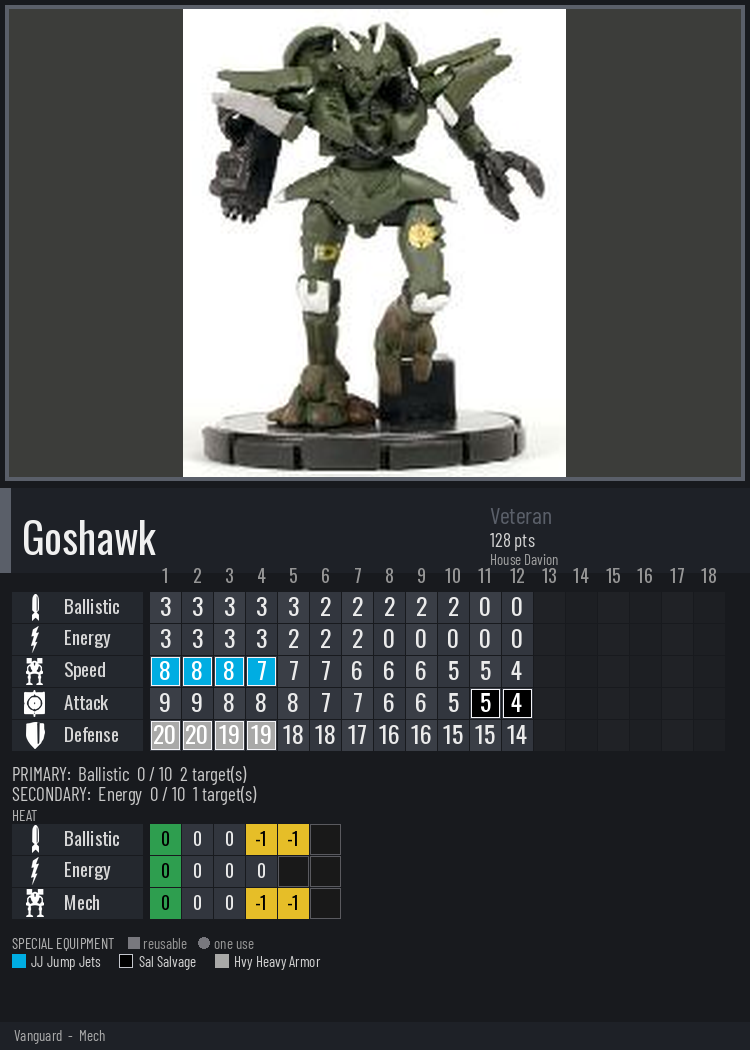 Goshawk
Veteran
128 pts
House Davion
1 2 3 4 5 6 7 8 9 10 11 12 13 14 15 16 17 18
Ballistic 3 3 3 3 3 2 2 2 2 2 0 0
Energy 3 3 3 3 2 2 2 0 0 0 0 0
Speed 8 8 8 7 7 7 6 6 6 5 5 4
Attack 9 9 8 8 8 7 7 6 6 5 5 4
Defense 20 20 19 19 18 18 17 16 16 15 15 14
PRIMARY: Ballistic 0 / 10 2 target(s)
SECONDARY: Energy 0 / 10 1 target(s)
HEAT
Ballistic 0 0 0 -1 -1
Energy 0 0 0 0
Mech 0 0 0 -1 -1
SPECIAL EQUIPMENT reusable one use
JJ Jump Jets Sal Salvage Hvy Heavy Armor
Vanguard - Mech